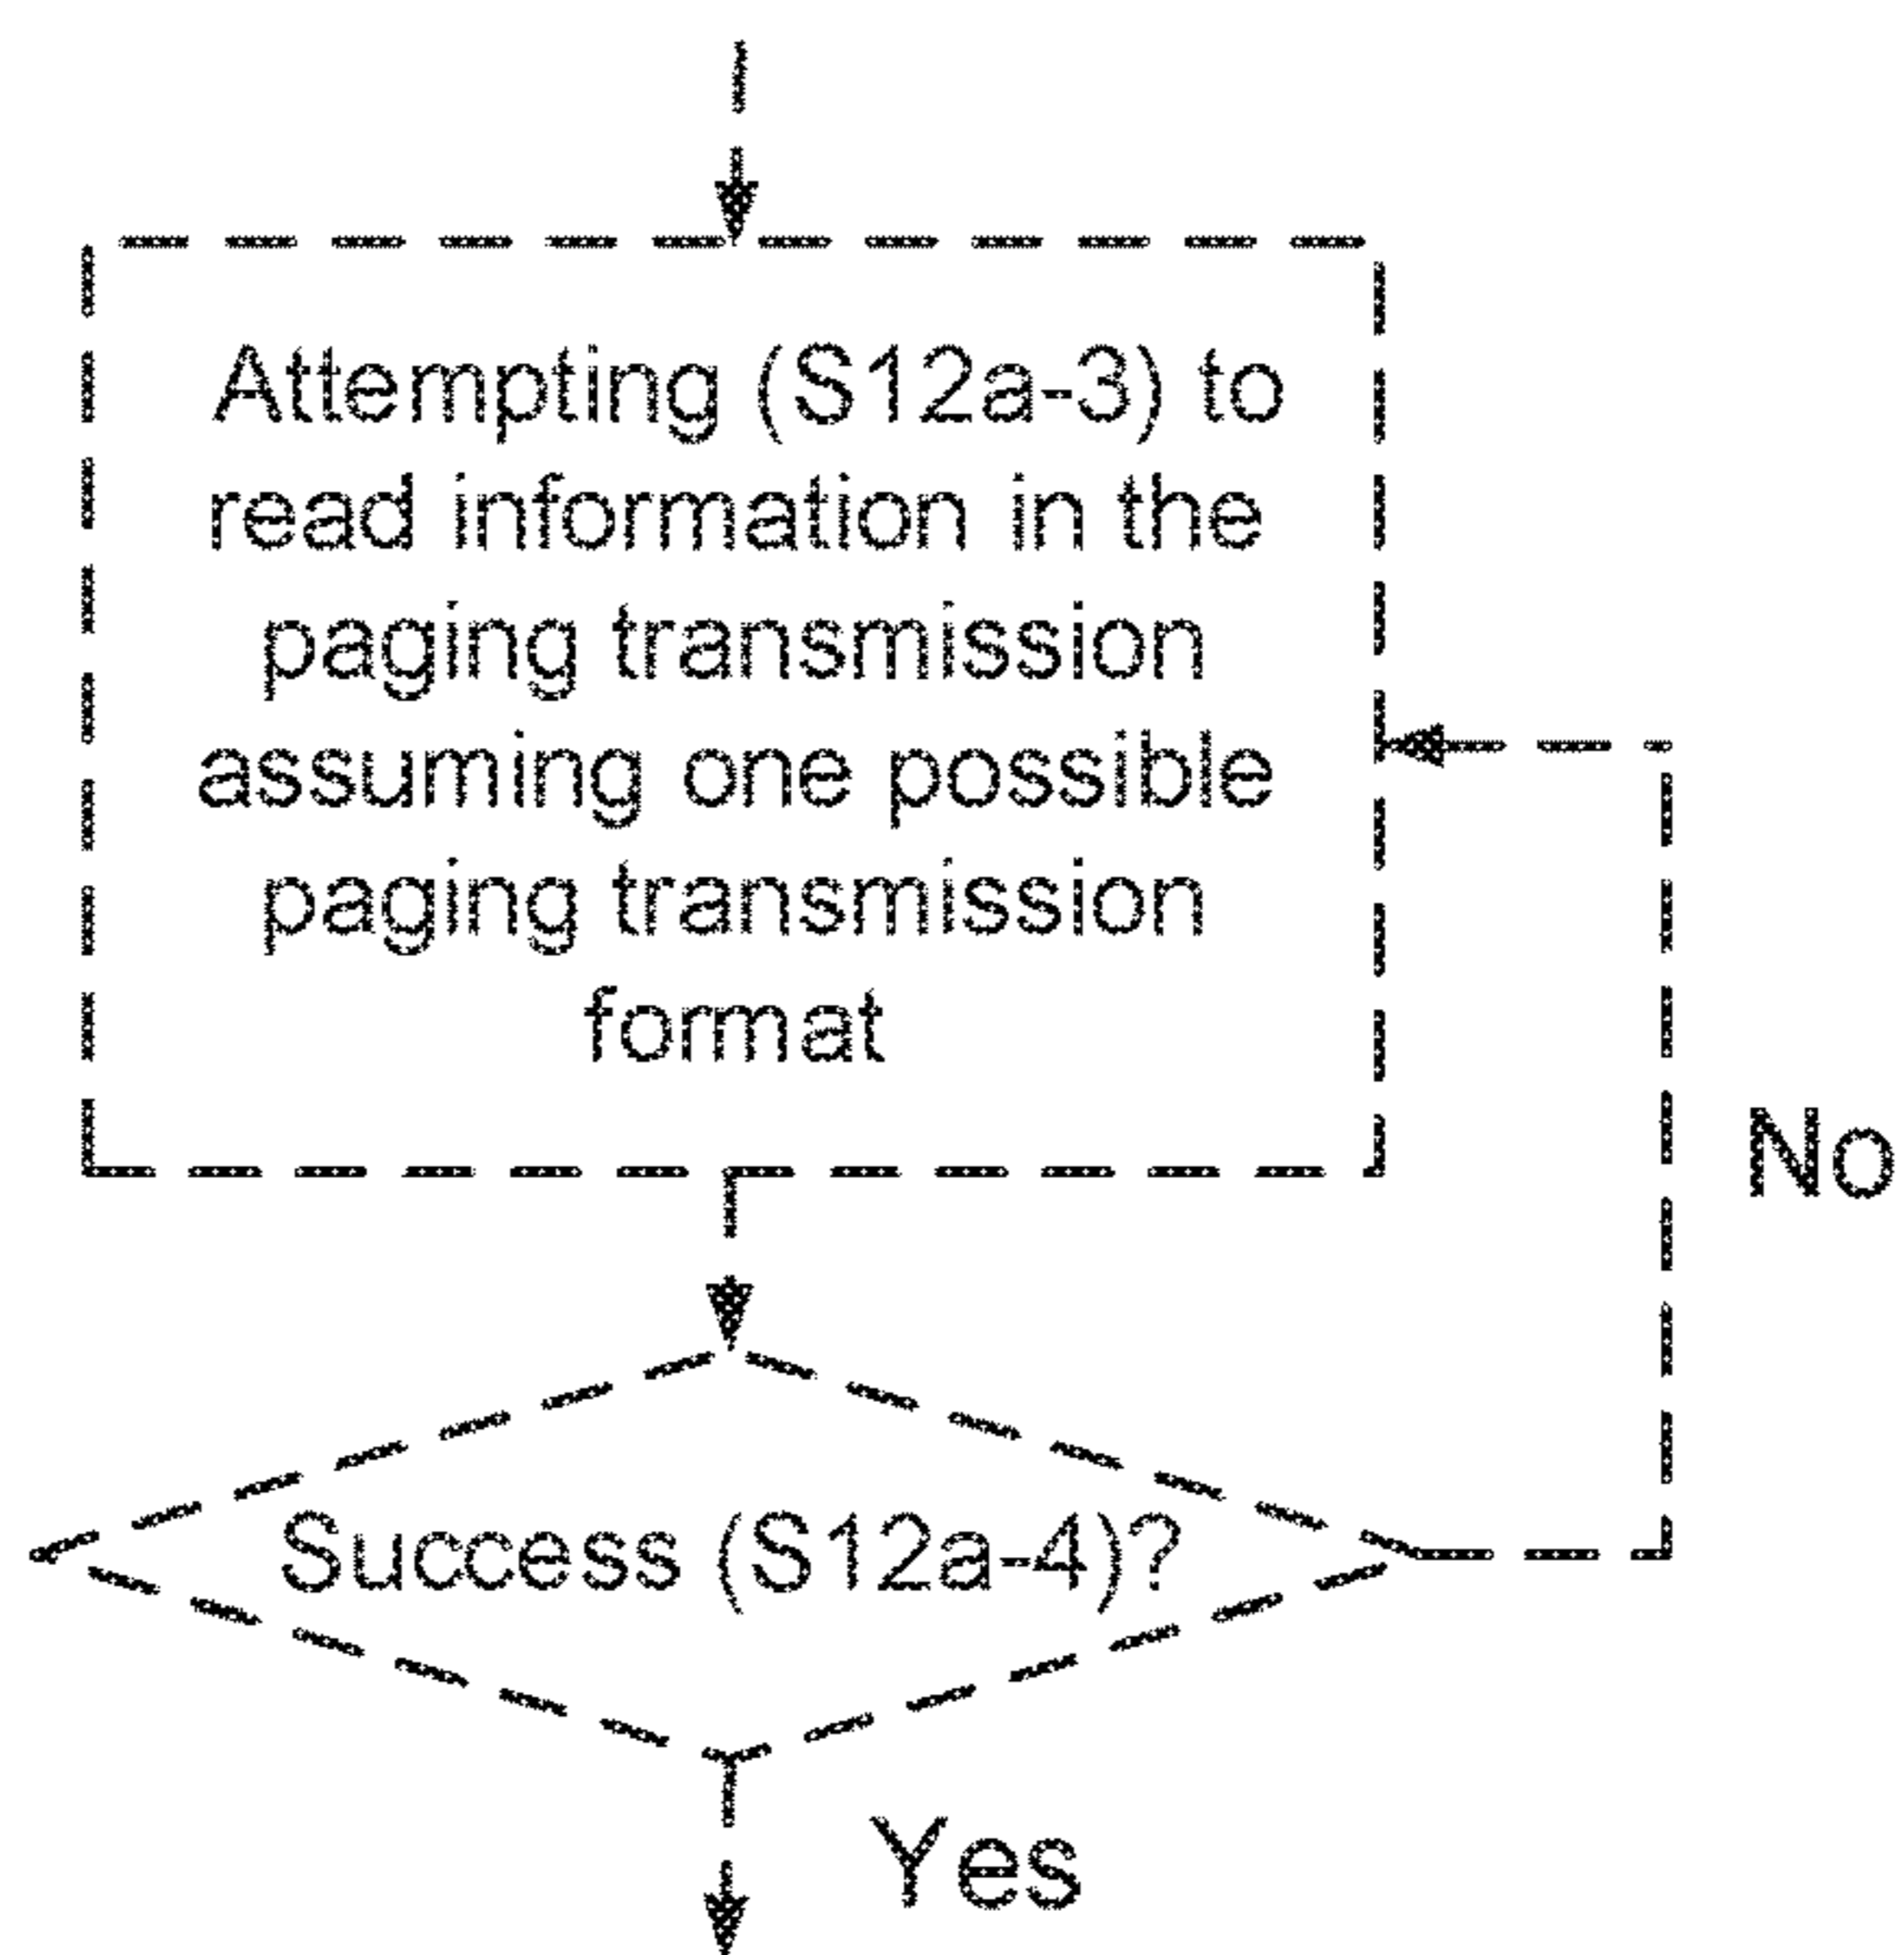 Attempting (S12a-3) to
read information in the
paging transmission
assuming one possible
paging transmission
format
No
Success (S12a-4)?
Yes